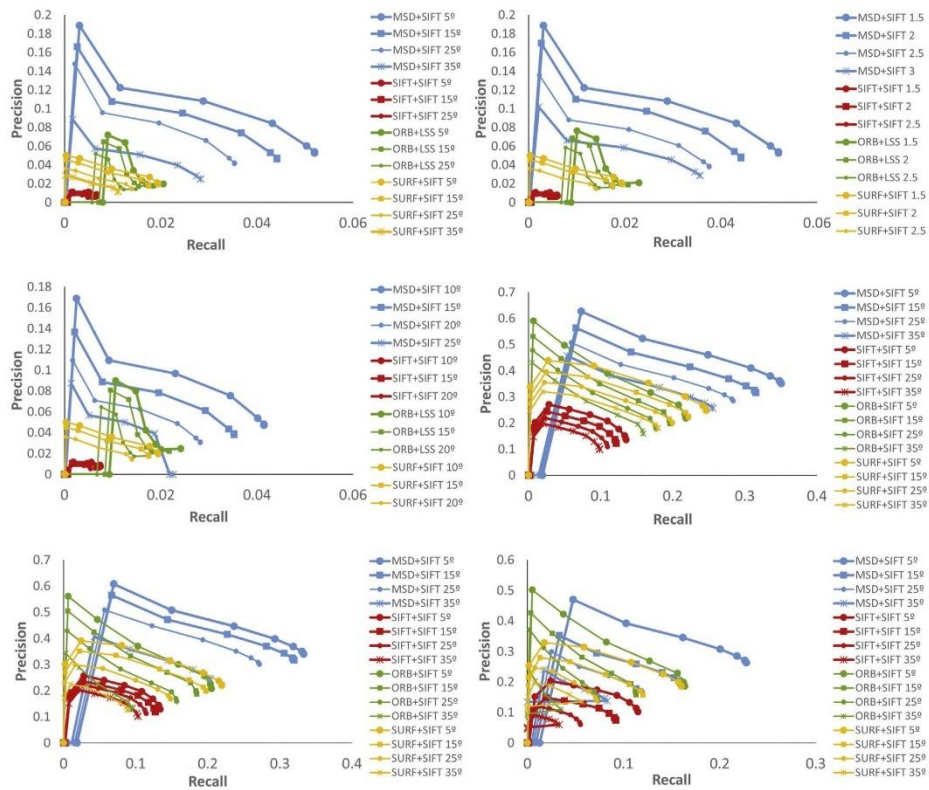 0.2
0.18
0.16
0.14
0.12
0.1
0.08
0.06
0.04
0.02
0
Precision
0 0.02 0.04 0.06
Recall
MSD+SIFT 5º
MSD+SIFT 15º
MSD+SIFT 25º
MSD+SIFT 35º
SIFT+SIFT 5º
SIFT+SIFT 15º
SIFT+SIFT 25º
ORB+LSS 5º
ORB+LSS 15º
ORB+LSS 25º
SURF+SIFT 5º
SURF+SIFT 15º
SURF+SIFT 25º
SURF+SIFT 35º
0.2
0.18
0.16
0.14
0.12
0.1
0.08
0.06
0.04
0.02
0
Precision
0 0.02 0.04 0.06
Recall
MSD+SIFT 1.5
MSD+SIFT 2
MSD+SIFT 2.5
MSD+SIFT 3
SIFT+SIFT 1.5
SIFT+SIFT 2
SIFT+SIFT 2.5
ORB+LSS 1.5
ORB+LSS 2
ORB+LSS 2.5
SURF+SIFT 1.5
SURF+SIFT 2
SURF+SIFT 2.5
0.18
0.16
0.14
0.12
0.1
0.08
0.06
0.04
0.02
0
Precision
0 0.02 0.04 0.06
Recall
MSD+SIFT 10º
MSD+SIFT 15º
MSD+SIFT 20º
MSD+SIFT 25º
SIFT+SIFT 10º
SIFT+SIFT 15º
SIFT+SIFT 20º
ORB+LSS 10º
ORB+LSS 15º
ORB+LSS 20º
SURF+SIFT 10º
SURF+SIFT 15º
SURF+SIFT 20º
0.7
0.6
0.5
0.4
0.3
0.2
0.1
0
Precision
0 0.1 0.2 0.3 0.4
Recall
MSD+SIFT 5º
MSD+SIFT 15º
MSD+SIFT 25º
MSD+SIFT 35º
SIFT+SIFT 5º
SIFT+SIFT 15º
SIFT+SIFT 25º
SIFT+SIFT 35º
ORB+SIFT 5º
ORB+SIFT 15º
ORB+SIFT 25º
ORB+SIFT 35º
SURF+SIFT 5º
SURF+SIFT 15º
SURF+SIFT 25º
SURF+SIFT 35º
0.7
0.6
0.5
0.4
0.3
0.2
0.1
0
Precision
0 0.1 0.2 0.3 0.4
Recall
MSD+SIFT 5º
MSD+SIFT 15º
MSD+SIFT 25º
MSD+SIFT 35º
SIFT+SIFT 5º
SIFT+SIFT 15º
SIFT+SIFT 25º
SIFT+SIFT 35º
ORB+SIFT 5º
ORB+SIFT 15º
ORB+SIFT 25º
ORB+SIFT 35º
SURF+SIFT 5º
SURF+SIFT 15º
SURF+SIFT 25º
SURF+SIFT 35º
0.6
0.5
0.4
0.3
0.2
0.1
0
Precision
0 0.1 0.2 0.3
Recall
MSD+SIFT 5º
MSD+SIFT 15º
MSD+SIFT 25º
MSD+SIFT 35º
SIFT+SIFT 5º
SIFT+SIFT 15º
SIFT+SIFT 25º
SIFT+SIFT 35º
ORB+SIFT 5º
ORB+SIFT 15º
ORB+SIFT 25º
ORB+SIFT 35º
SURF+SIFT 5º
SURF+SIFT 15º
SURF+SIFT 25º
SURF+SIFT 35º